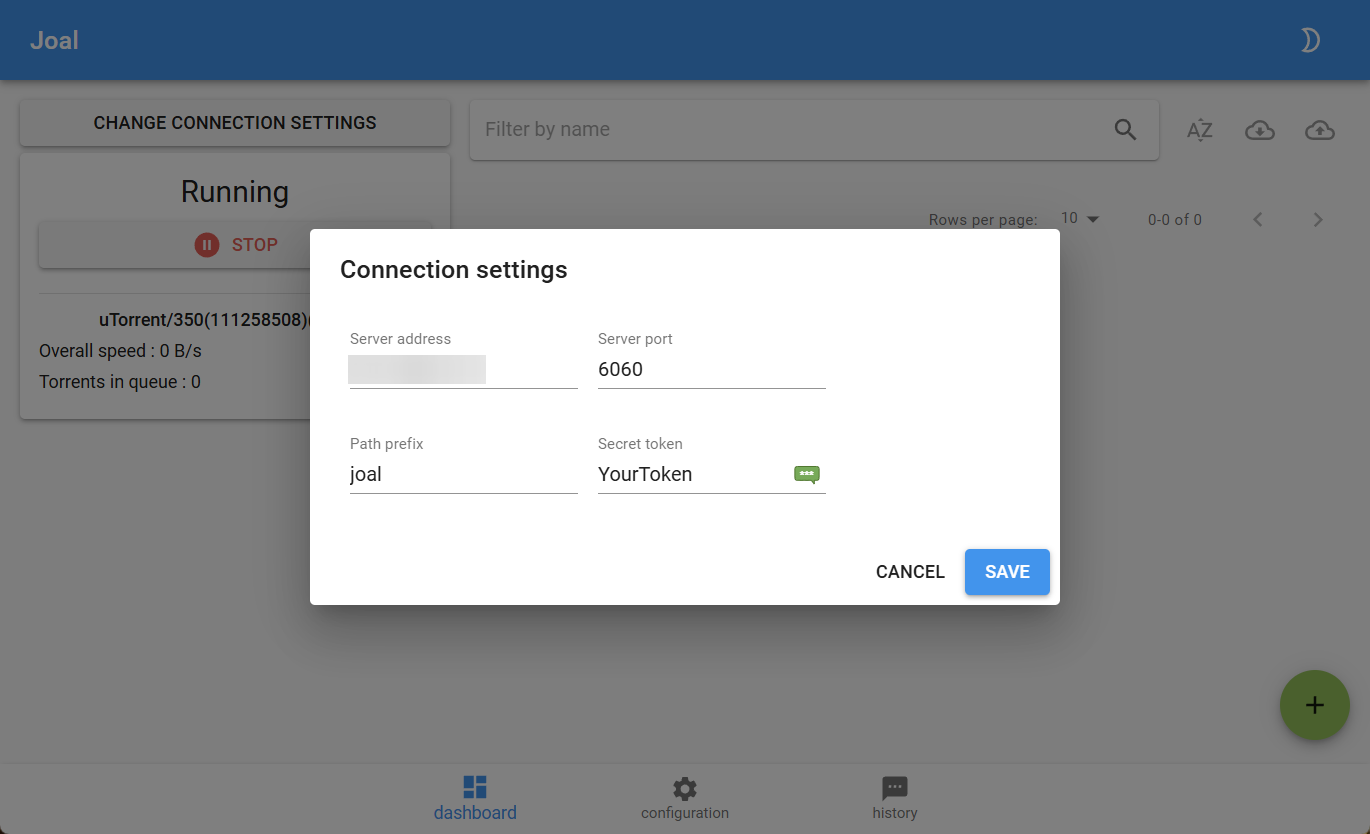 Joal
CHANGE CONNECTION SETTINGS
Filter by name
AZ
Running
STOP
Rows per page: 10 0-0 of 0
uTorrent/350(111258508)
Overall speed : 0 B/s
Torrents in queue : 0
Connection settings
Server address Server port
6060
Path prefix Secret token
joal YourToken ***
CANCEL SAVE
dashboard configuration history